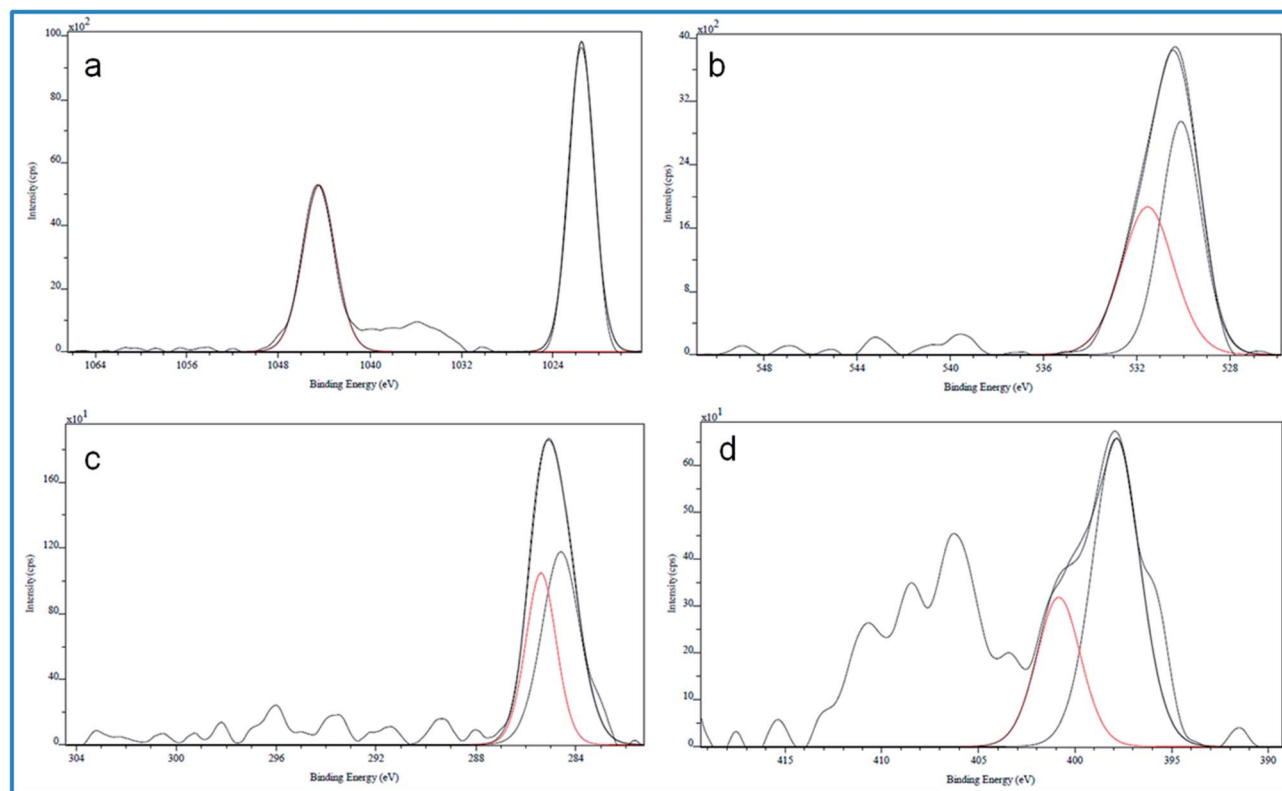 x10²
100
80
60
40
20
0
a
Intensity(cps)
1064 1056 1048 1040 1032 1024
Binding Energy (eV)
x10²
40
32
24
16
8
0
b
Intensity(cps)
548 544 540 536 532 528
Binding Energy (eV)
x10¹
160
120
80
40
0
c
Intensity(cps)
304 300 296 292 288 284
Binding Energy (eV)
x10¹
60
50
40
30
20
10
0
d
Intensity(cps)
415 410 405 400 395 390
Binding Energy (eV)